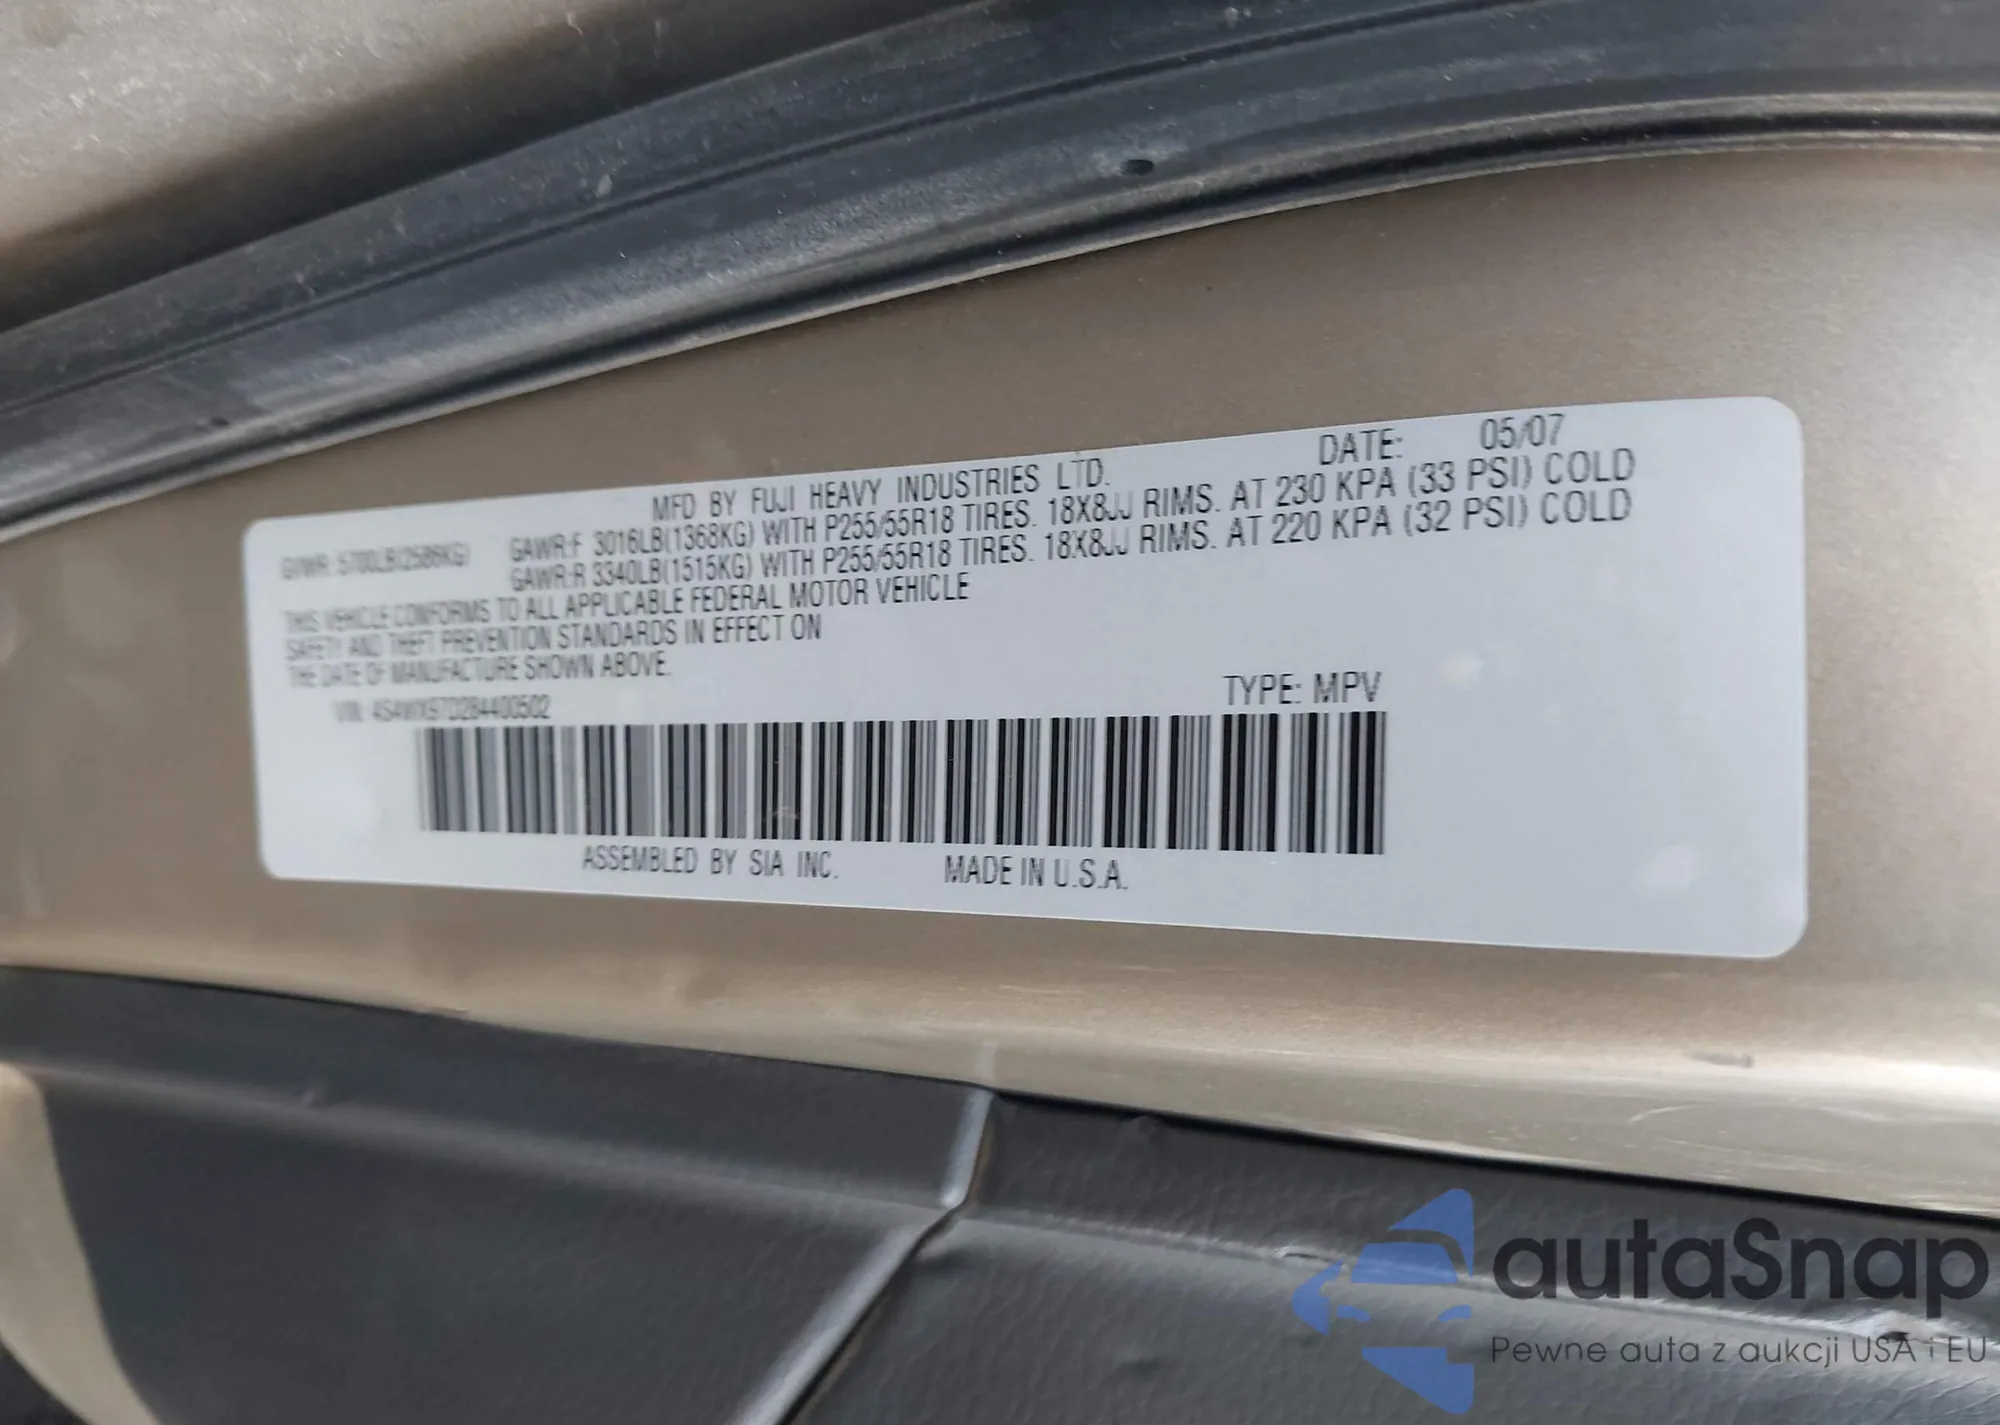 MFD BY FUJI HEAVY INDUSTRIES LTD. DATE: 05/07
GVWR: 5700LB(2586KG) GAWR:F 3016LB(1368KG) WITH P255/55R18 TIRES. 18X8JJ RIMS. AT 230 KPA (33 PSI) COLD
GAWR:R 3340LB(1515KG) WITH P255/55R18 TIRES. 18X8JJ RIMS. AT 220 KPA (32 PSI) COLD
THIS VEHICLE CONFORMS TO ALL APPLICABLE FEDERAL MOTOR VEHICLE
SAFETY AND THEFT PREVENTION STANDARDS IN EFFECT ON
THE DATE OF MANUFACTURE SHOWN ABOVE.
VIN: 4S4WX97D284400502 TYPE: MPV
ASSEMBLED BY SIA INC. MADE IN U.S.A.
autaSnap
Pewne auta z aukcji USA i EU